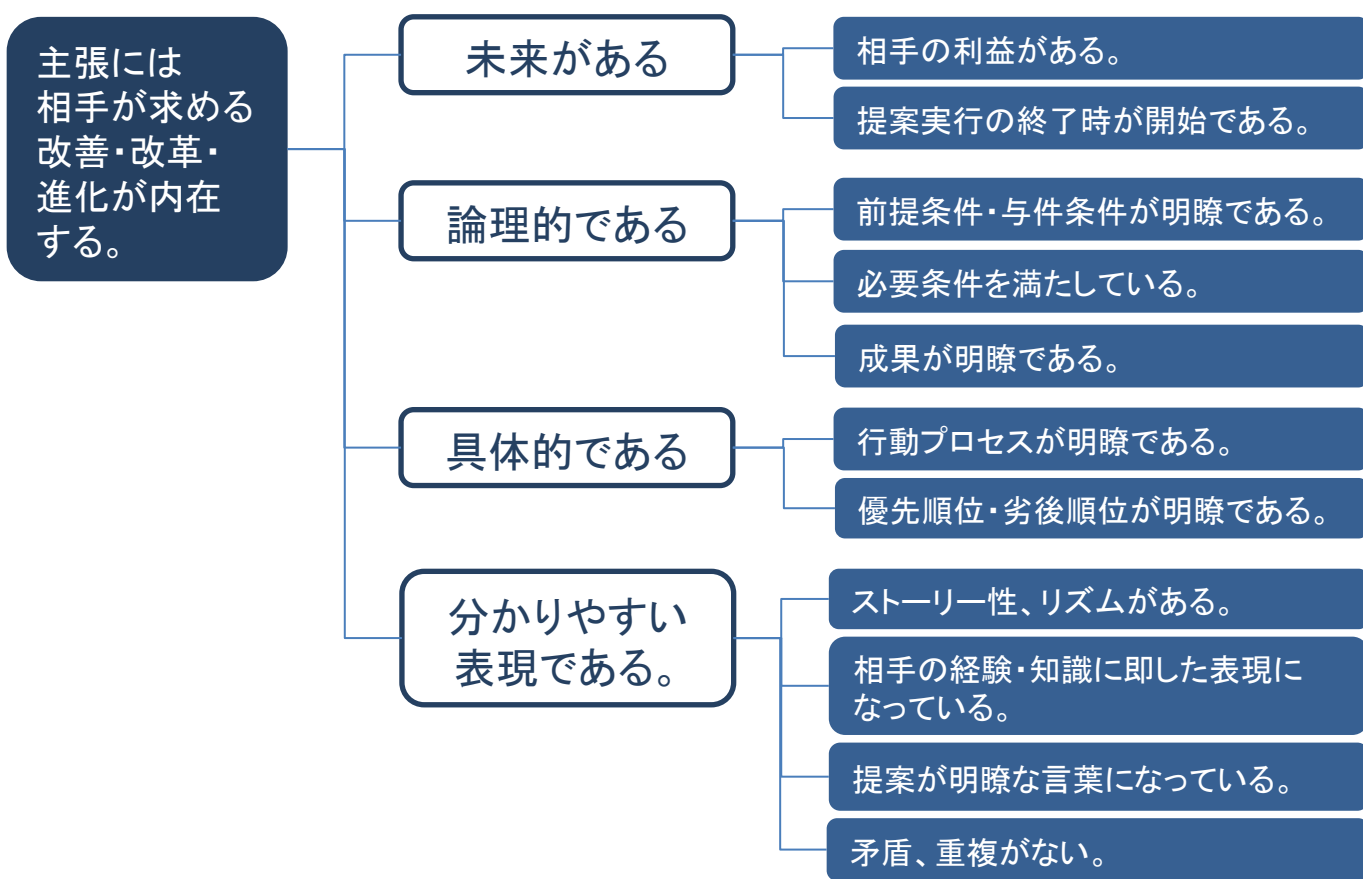 主張には
相手が求める
改善・改革・
進化が内在
する。
未来がある
相手の利益がある。
提案実行の終了時が開始である。
論理的である
前提条件・与件条件が明瞭である。
必要条件を満たしている。
成果が明瞭である。
具体的である
行動プロセスが明瞭である。
優先順位・劣後順位が明瞭である。
分かりやすい
表現である。
ストーリー性、リズムがある。
相手の経験・知識に即した表現に
なっている。
提案が明瞭な言葉になっている。
矛盾、重複がない。